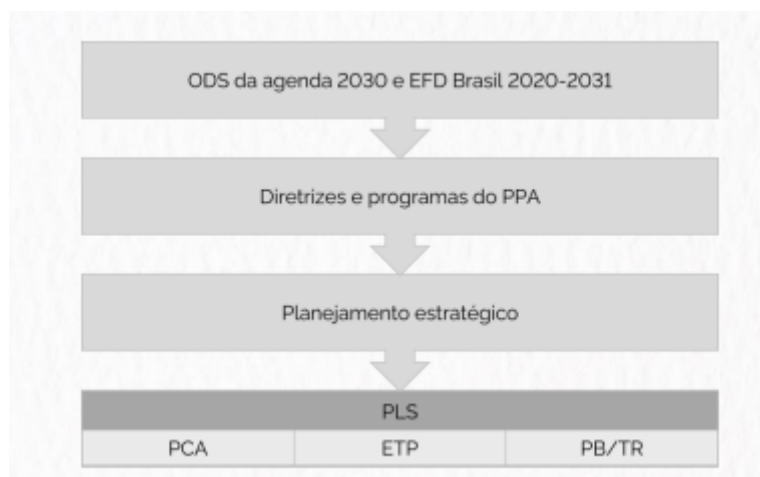 ODS da agenda 2030 e EFD Brasil 2020-2031
Diretrizes e programas do PPA
Planejamento estratégico
PLS
PCA ETP PB/TR